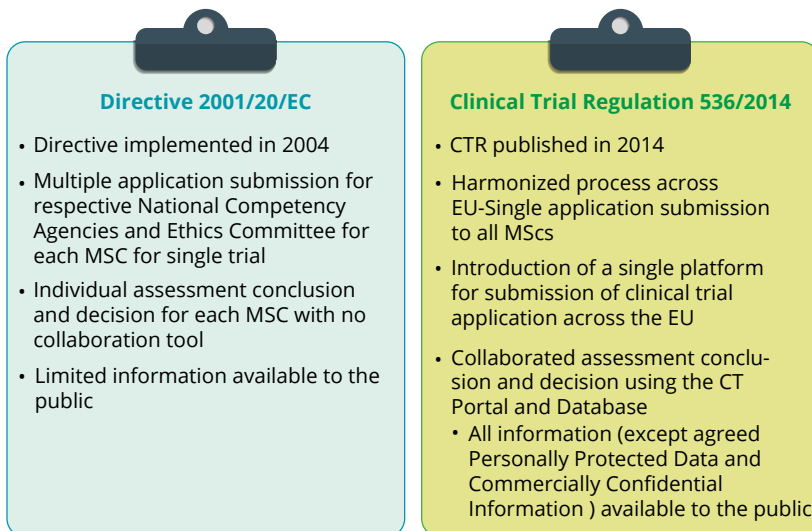 Directive 2001/20/EC
• Directive implemented in 2004
• Multiple application submission for
respective National Competency
Agencies and Ethics Committee for
each MSC for single trial
• Individual assessment conclusion
and decision for each MSC with no
collaboration tool
• Limited information available to the
public
Clinical Trial Regulation 536/2014
• CTR published in 2014
• Harmonized process across
EU-Single application submission
to all MScs
• Introduction of a single platform
for submission of clinical trial
application across the EU
• Collaborated assessment conclu-
sion and decision using the CT
Portal and Database
• All information (except agreed
Personally Protected Data and
Commercially Confidential
Information ) available to the public